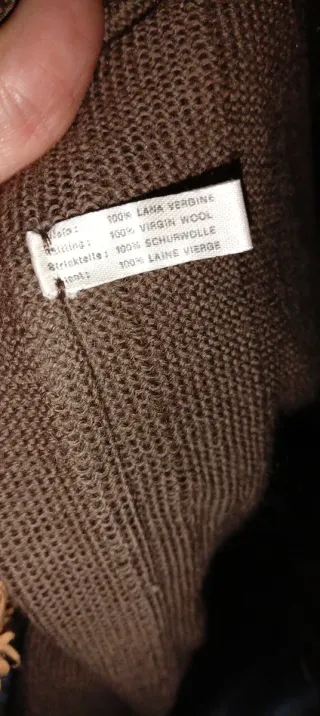 100% LANA VERGINE
100% VIRGIN WOOL
Strickteile: 100% SCHURWOLLE
100% LAINE VIERGE